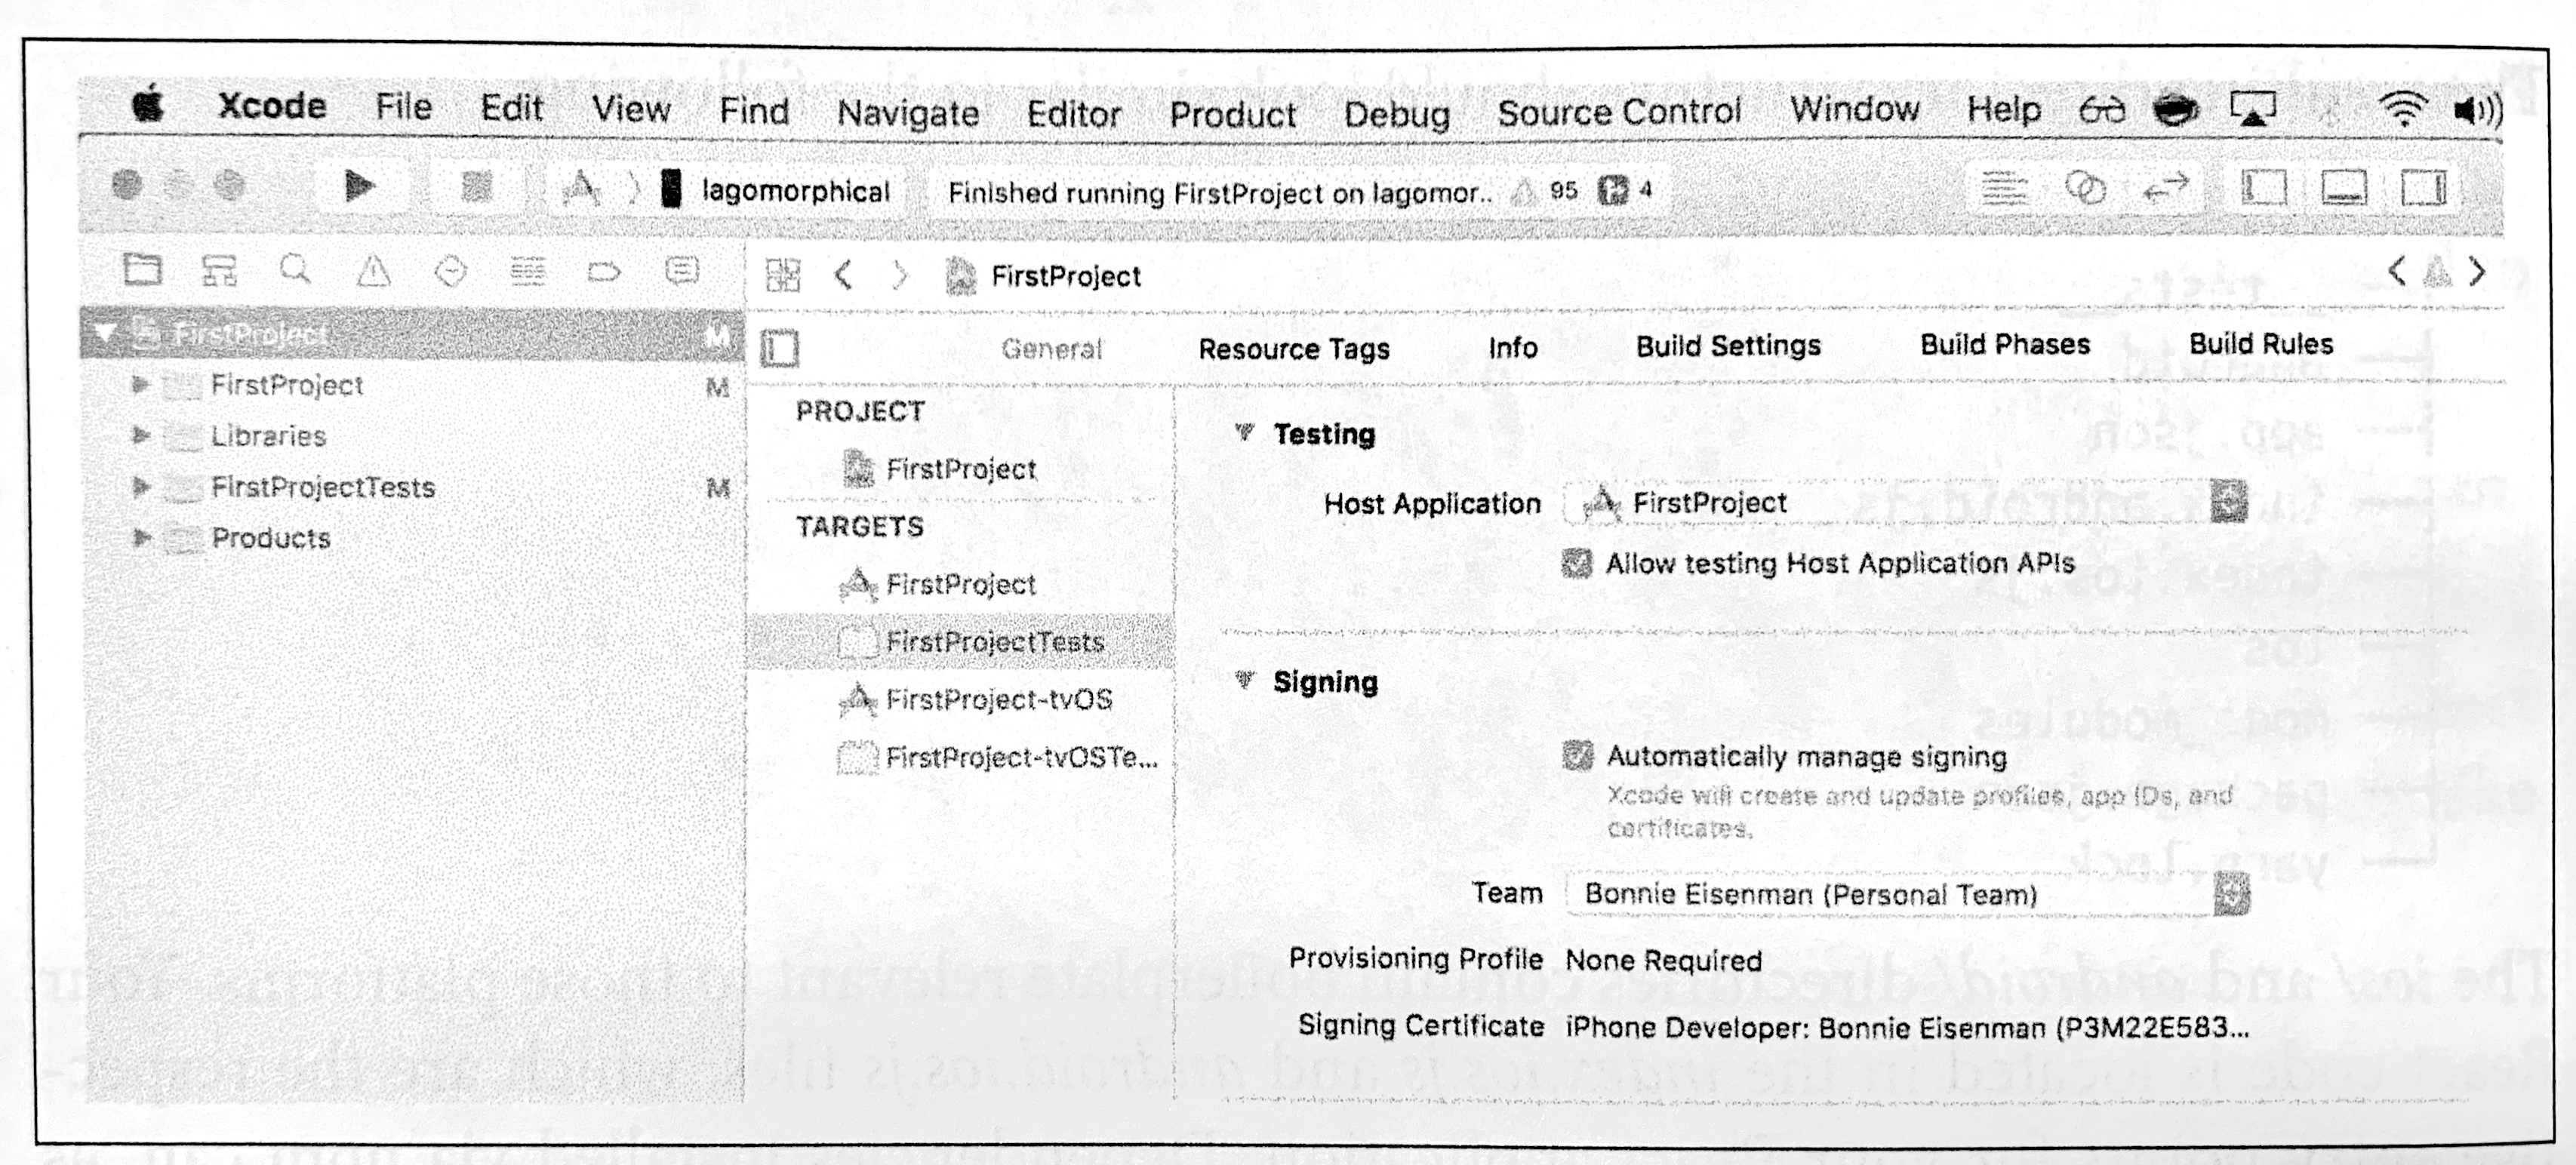 Xcode File Edit View Find Navigate Editor Product Debug Source Control Window Help
lagomorphical Finished running FirstProject on lagomor.. 95 4
FirstProject
FirstProject M
General Resource Tags Info Build Settings Build Phases Build Rules
FirstProject M
Libraries
FirstProjectTests M
Products
PROJECT
FirstProject
TARGETS
FirstProject
FirstProjectTests
FirstProject-tvOS
FirstProject-tvOSTe...
Testing
Host Application FirstProject
Allow testing Host Application APIs
Signing
Automatically manage signing
Xcode will create and update profiles, app IDs, and
certificates.
Team Bonnie Eisenman (Personal Team)
Provisioning Profile None Required
Signing Certificate iPhone Developer: Bonnie Eisenman (P3M22E583...